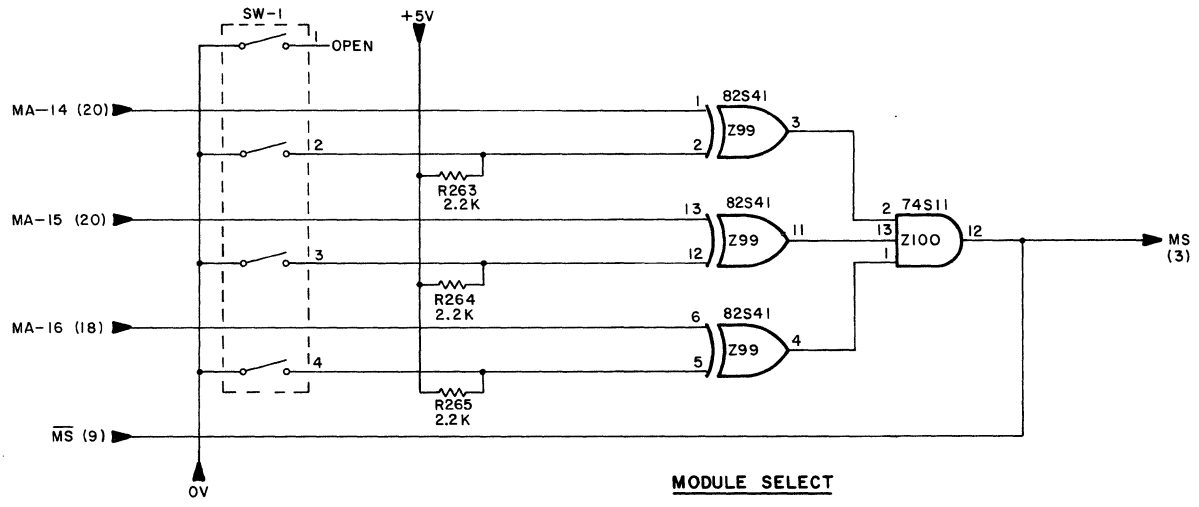 SW-1
+5V
1
OPEN
MA-14 (20)
1
82S41
Z99
3
2
2
R263
2.2K
MA-15 (20)
13
82S41
Z99
11
2
74S11
13
Z100
12
1
MS
(3)
3
12
R264
2.2K
MA-16 (18)
6
82S41
Z99
4
4
5
R265
2.2K
M̅S̅ (9)
0V
MODULE SELECT